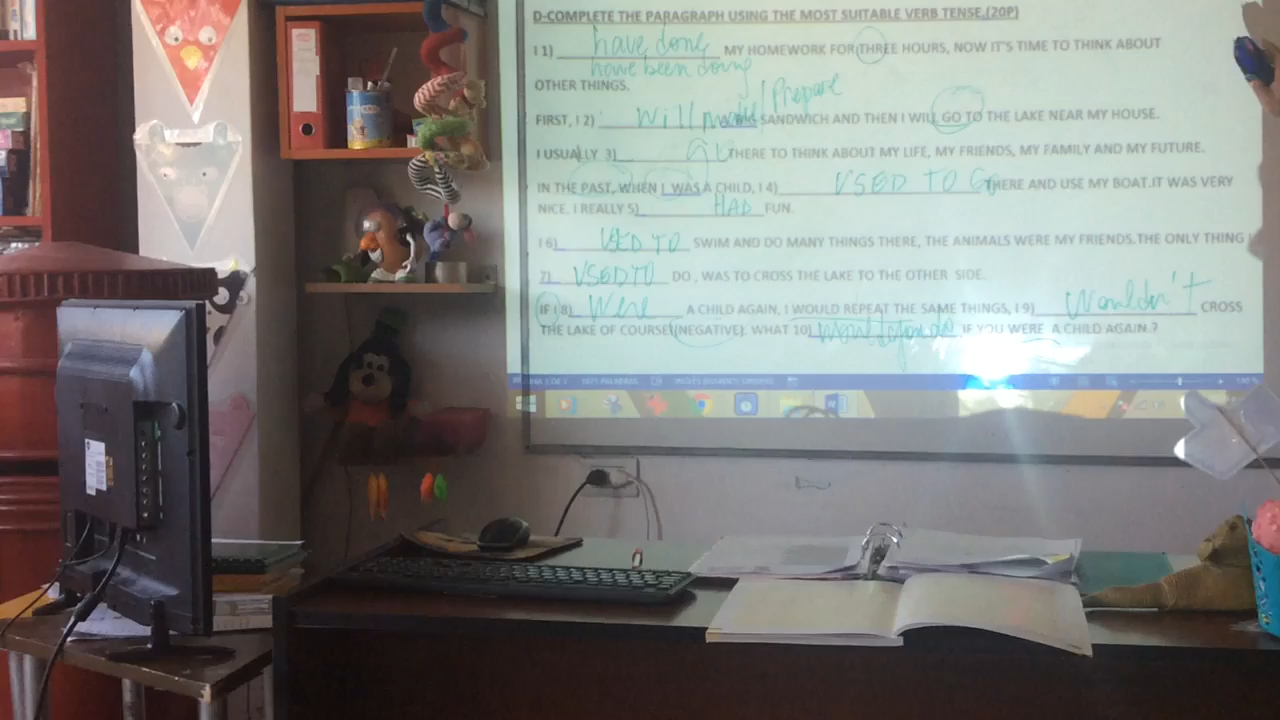 D-COMPLETE THE PARAGRAPH USING THE MOST SUITABLE VERB TENSE.(20P)
I 1) have done MY HOMEWORK FOR THREE HOURS, NOW IT'S TIME TO THINK ABOUT
have been doing
OTHER THINGS.
Prepare
FIRST, I 2) will make SANDWICH AND THEN I WILL GO TO THE LAKE NEAR MY HOUSE.
I USUALLY 3) GO THERE TO THINK ABOUT MY LIFE, MY FRIENDS, MY FAMILY AND MY FUTURE.
IN THE PAST, WHEN I WAS A CHILD, I 4) USED TO GO THERE AND USE MY BOAT.IT WAS VERY
NICE. I REALLY 5) HAD FUN.
I 6) USED TO SWIM AND DO MANY THINGS THERE, THE ANIMALS WERE MY FRIENDS.THE ONLY THING I
7) USED TO DO , WAS TO CROSS THE LAKE TO THE OTHER SIDE.
IF I 8) Were A CHILD AGAIN, I WOULD REPEAT THE SAME THINGS, I 9) Wouldn't CROSS
THE LAKE OF COURSE(NEGATIVE). WHAT 10) would you do IF YOU WERE A CHILD AGAIN.?